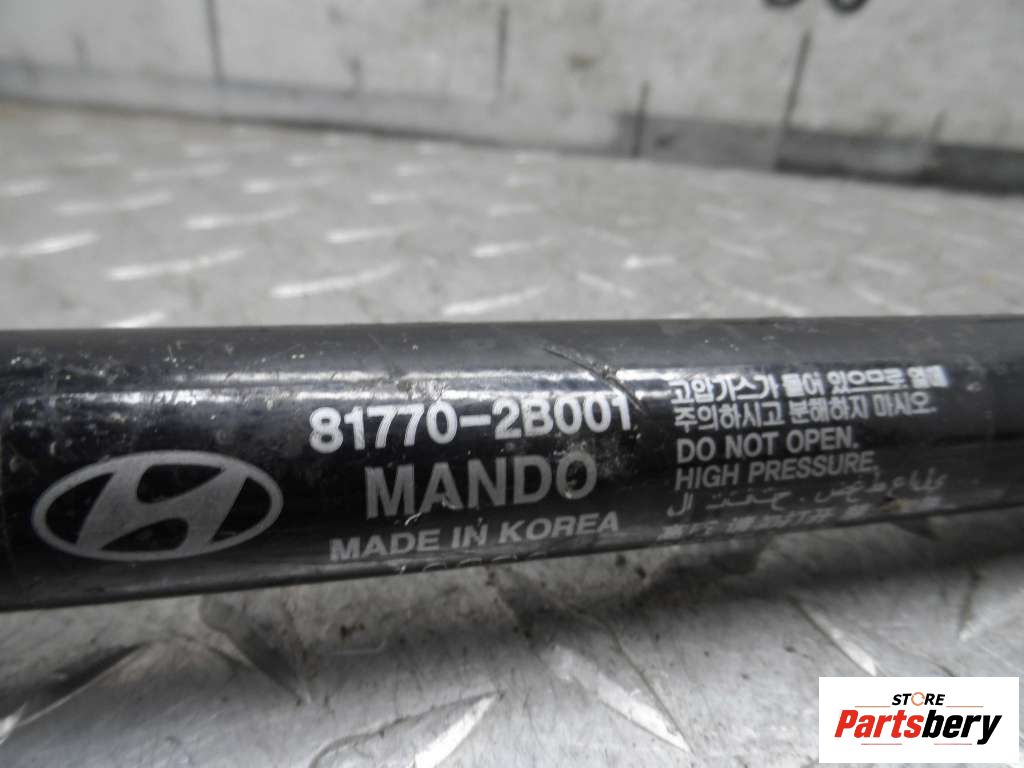 81770-2B001
MANDO
MADE IN KOREA
고압가스가 들어 있으므로 열에
주의하시고 분해하지 마시오.
DO NOT OPEN.
HIGH PRESSURE.
STORE
Partsbery